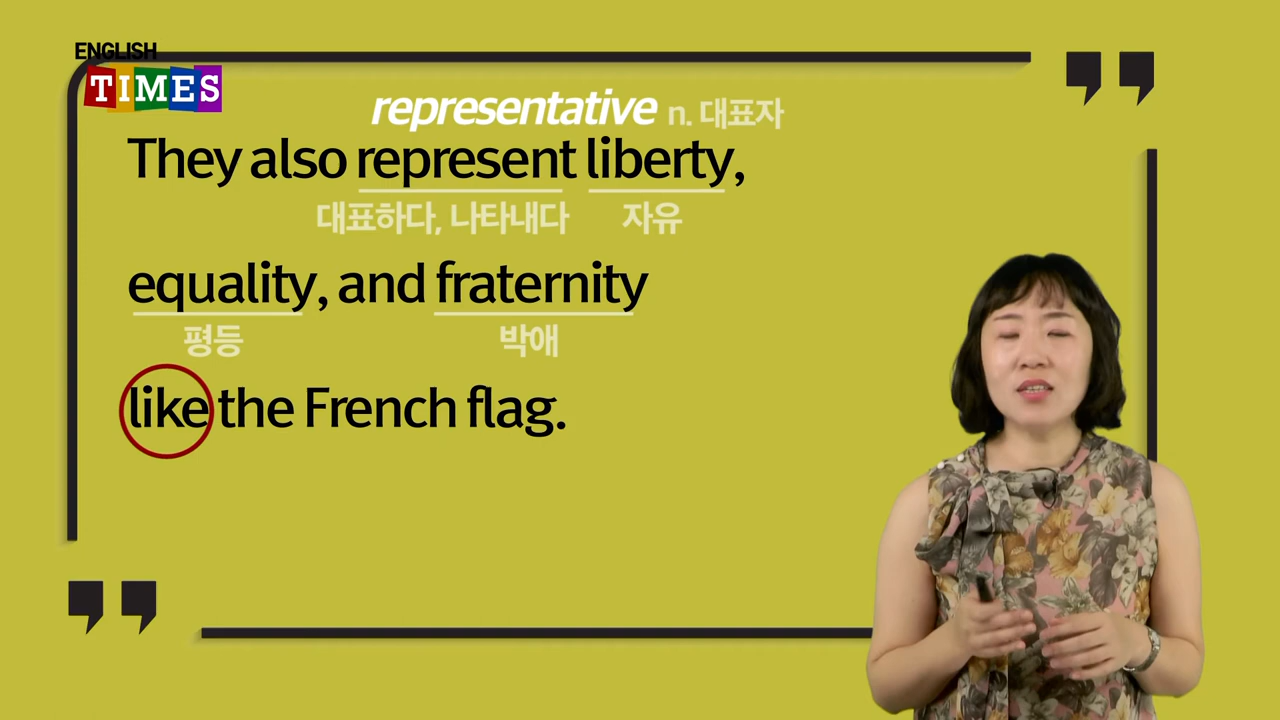 ENGLISH
TIMES
representative n. 대표자
They also represent liberty,
대표하다, 나타내다 자유
equality, and fraternity
평등 박애
like the French flag.